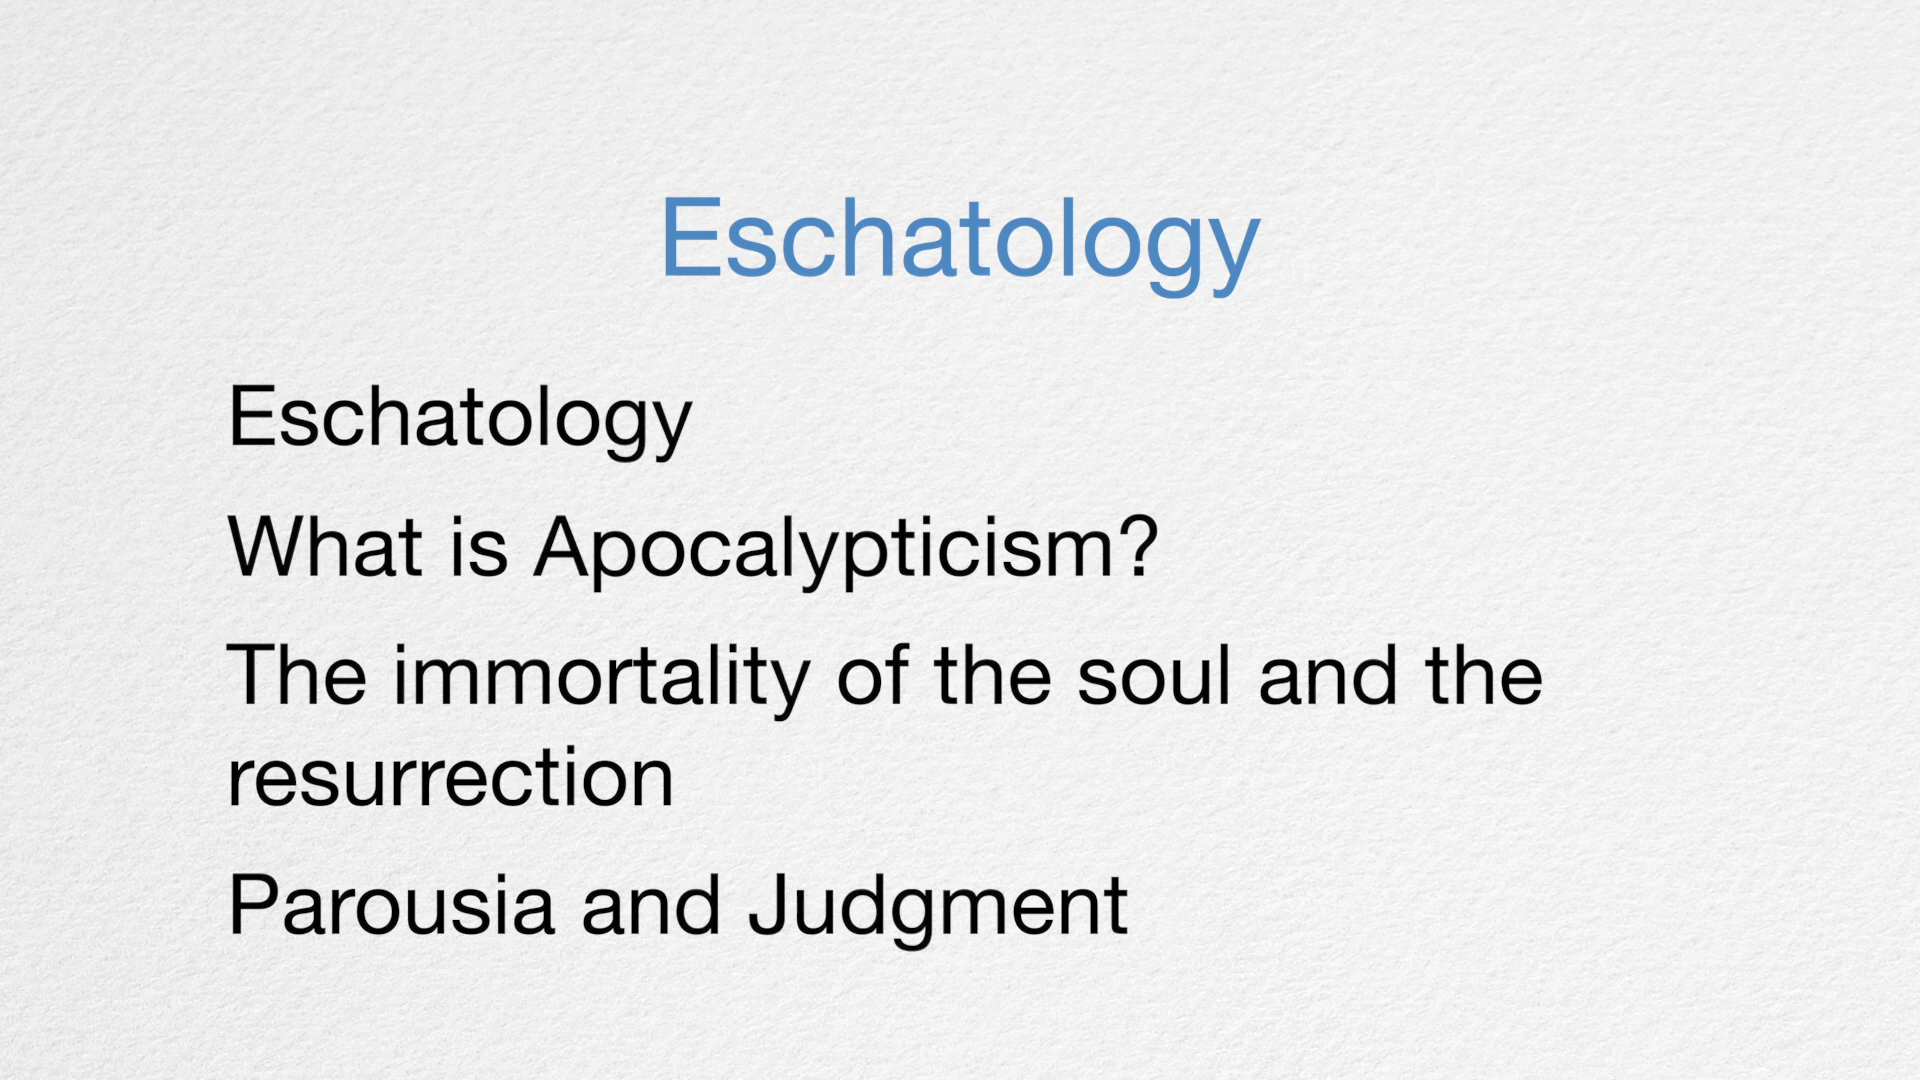 Eschatology
Eschatology
What is Apocalypticism?
The immortality of the soul and the
resurrection
Parousia and Judgment